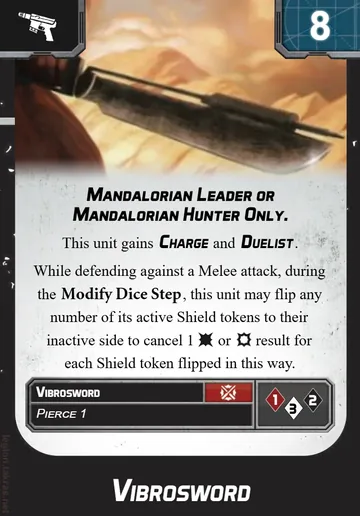 8
Mandalorian Leader or
Mandalorian Hunter Only.
This unit gains Charge and Duelist.
While defending against a Melee attack, during
the Modify Dice Step, this unit may flip any
number of its active Shield tokens to their
inactive side to cancel 1 or result for
each Shield token flipped in this way.
Vibrosword
Pierce 1
1 3 2
Vibrosword